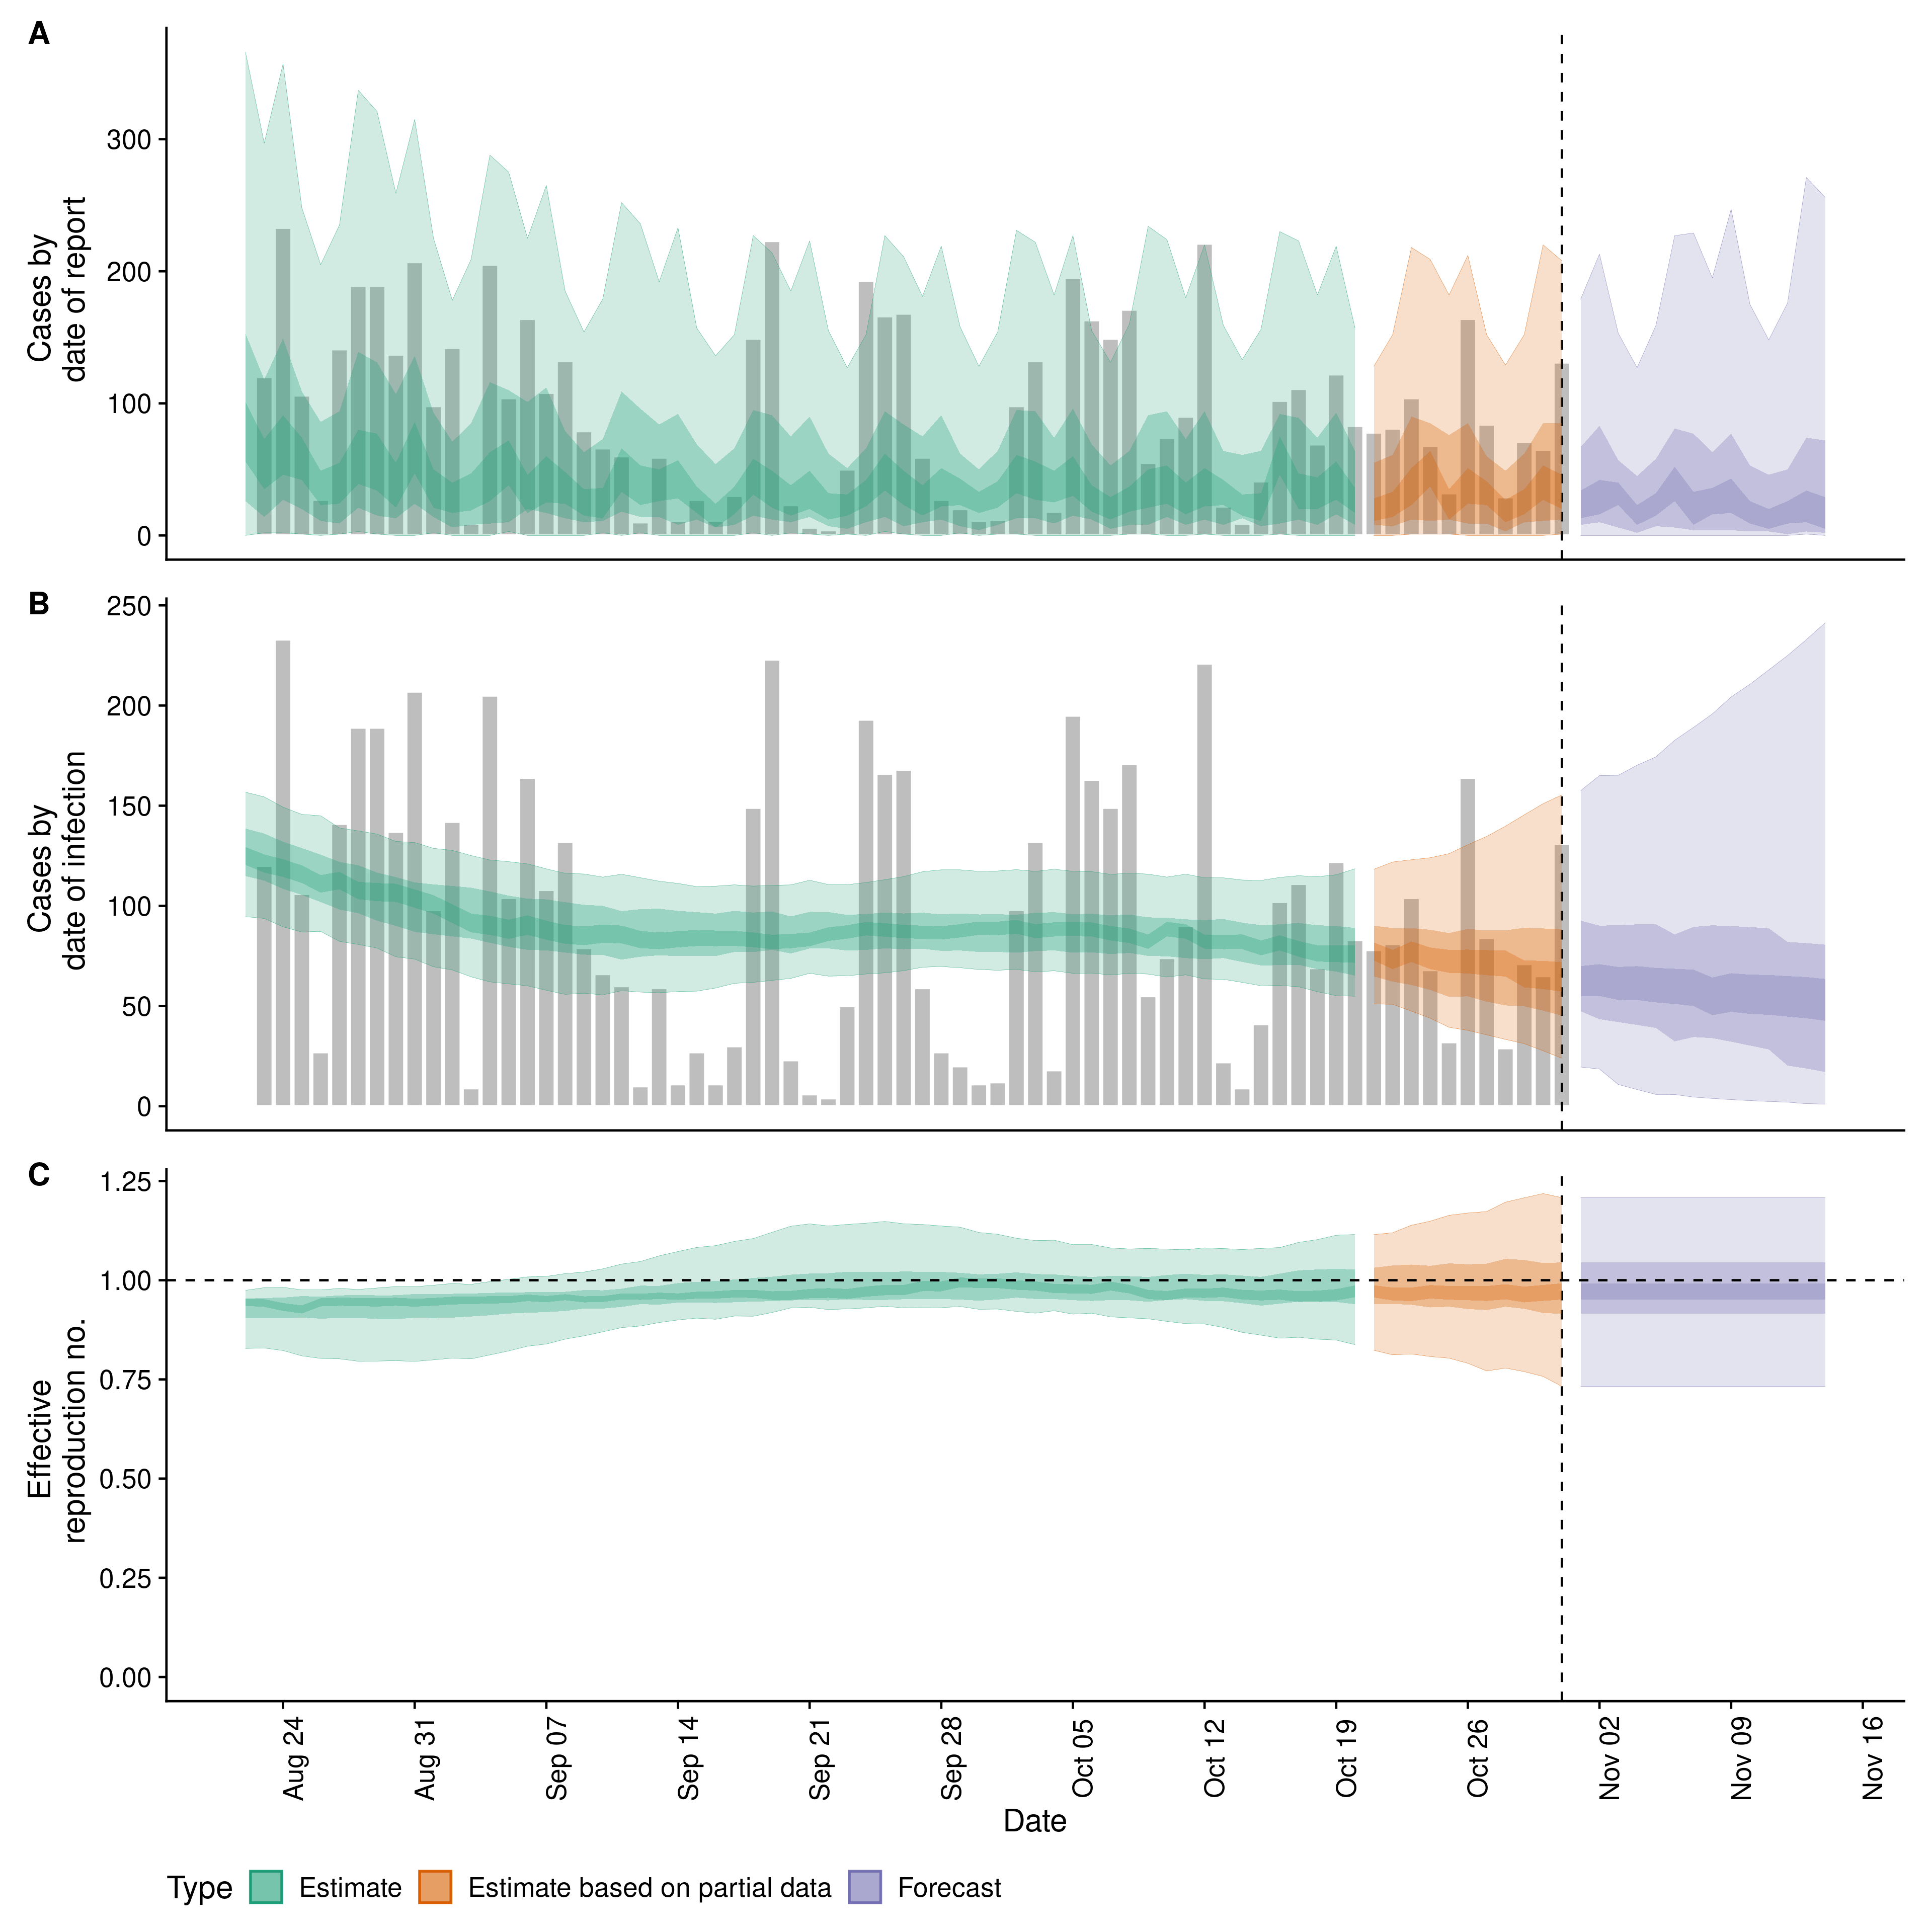 A
Cases by
date of report
300
200
100
0
B
Cases by
date of infection
250
200
150
100
50
0
C
Effective
reproduction no.
1.25
1.00
0.75
0.50
0.25
0.00
Aug 24
Aug 31
Sep 07
Sep 14
Sep 21
Sep 28
Oct 05
Oct 12
Oct 19
Oct 26
Nov 02
Nov 09
Nov 16
Date
Type Estimate Estimate based on partial data Forecast